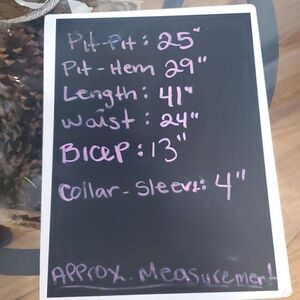 Pit-Pit: 25"
Pit-Hem 29"
Length: 41"
Waist: 24"
BICEP: 13"
Collar-Sleeve: 4"
Approx. Measurement